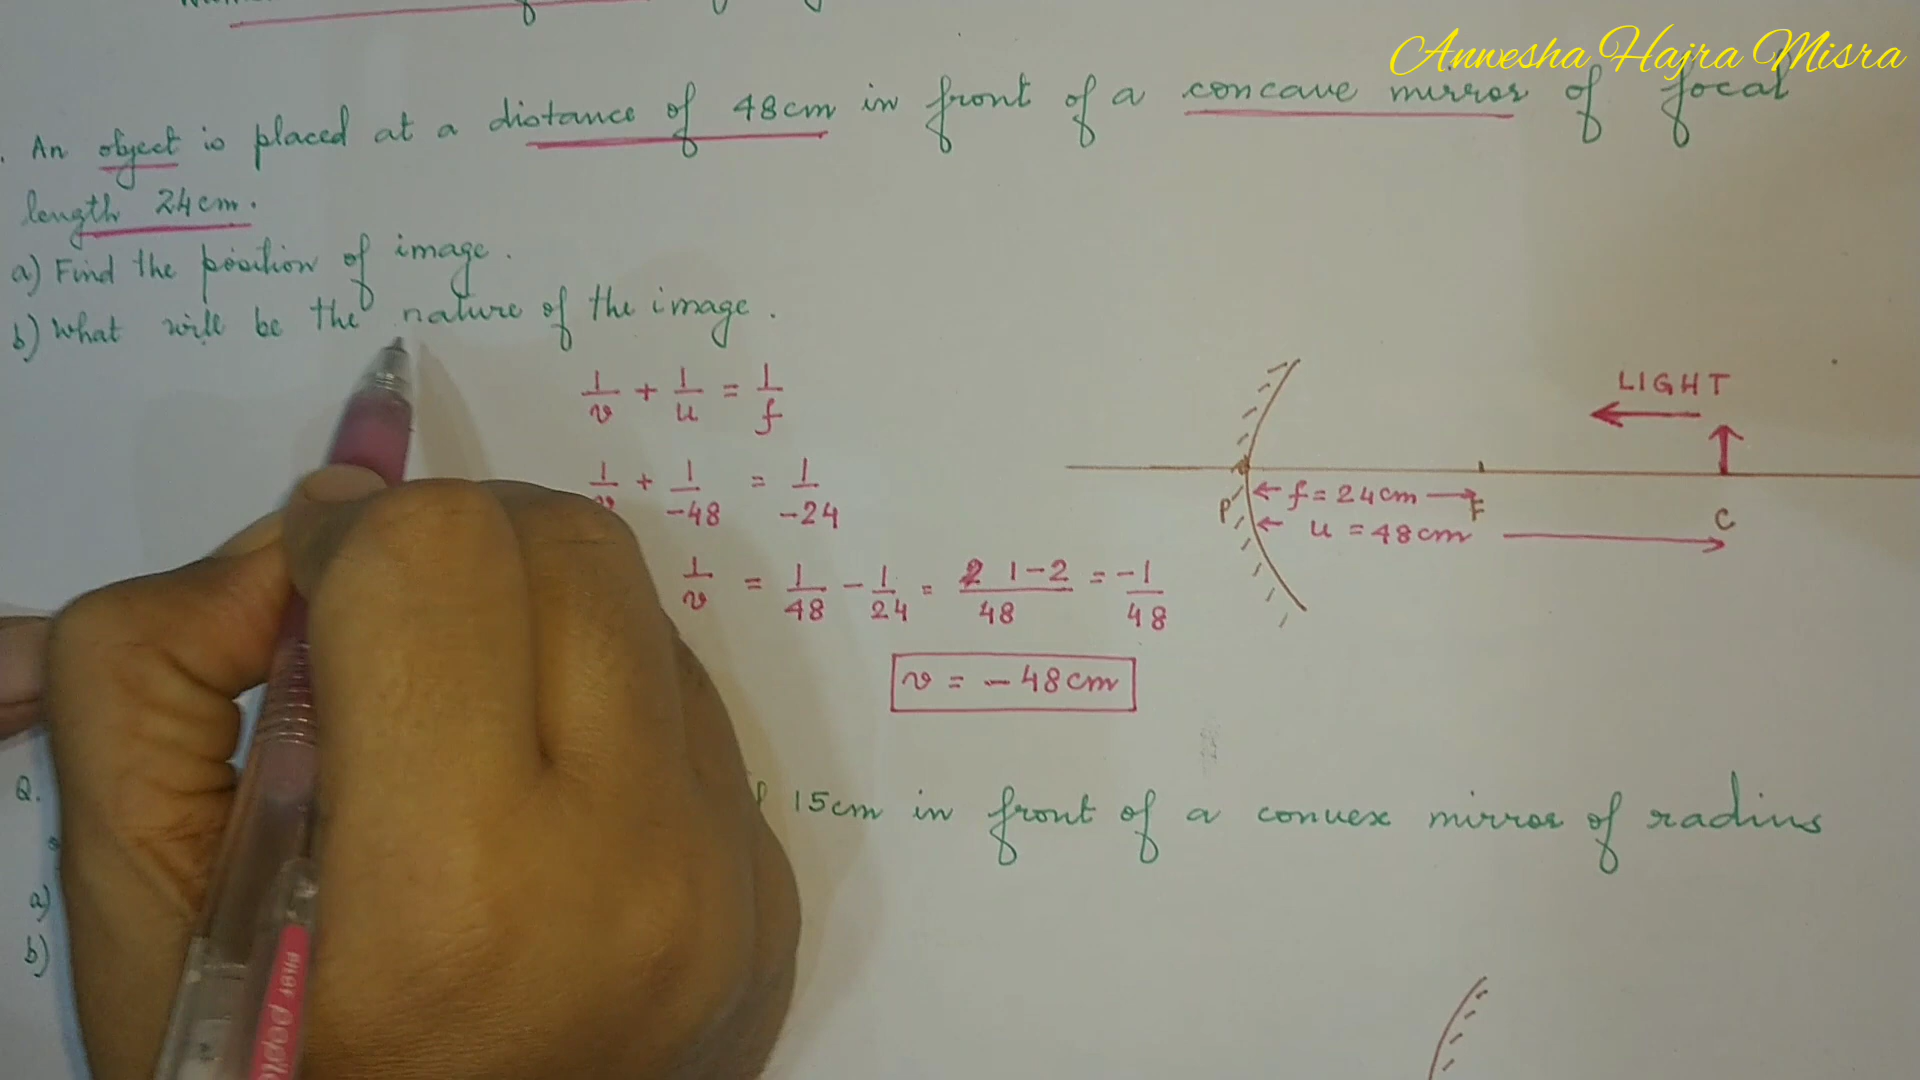 Anwesha Hajra Misra
. An object is placed at a distance of 48cm in front of a concave mirror of focal
length 24cm.
a) Find the position of image.
b) What will be the nature of the image.
1/v + 1/u = 1/f
1/v + 1/-48 = 1/-24
1/v = 1/48 - 1/24 = 1-2/48 = -1/48
v = -48cm
LIGHT
P f = 24cm F
u = 48cm C
Q. 15cm in front of a convex mirror of radius
a)
b)
PILOT